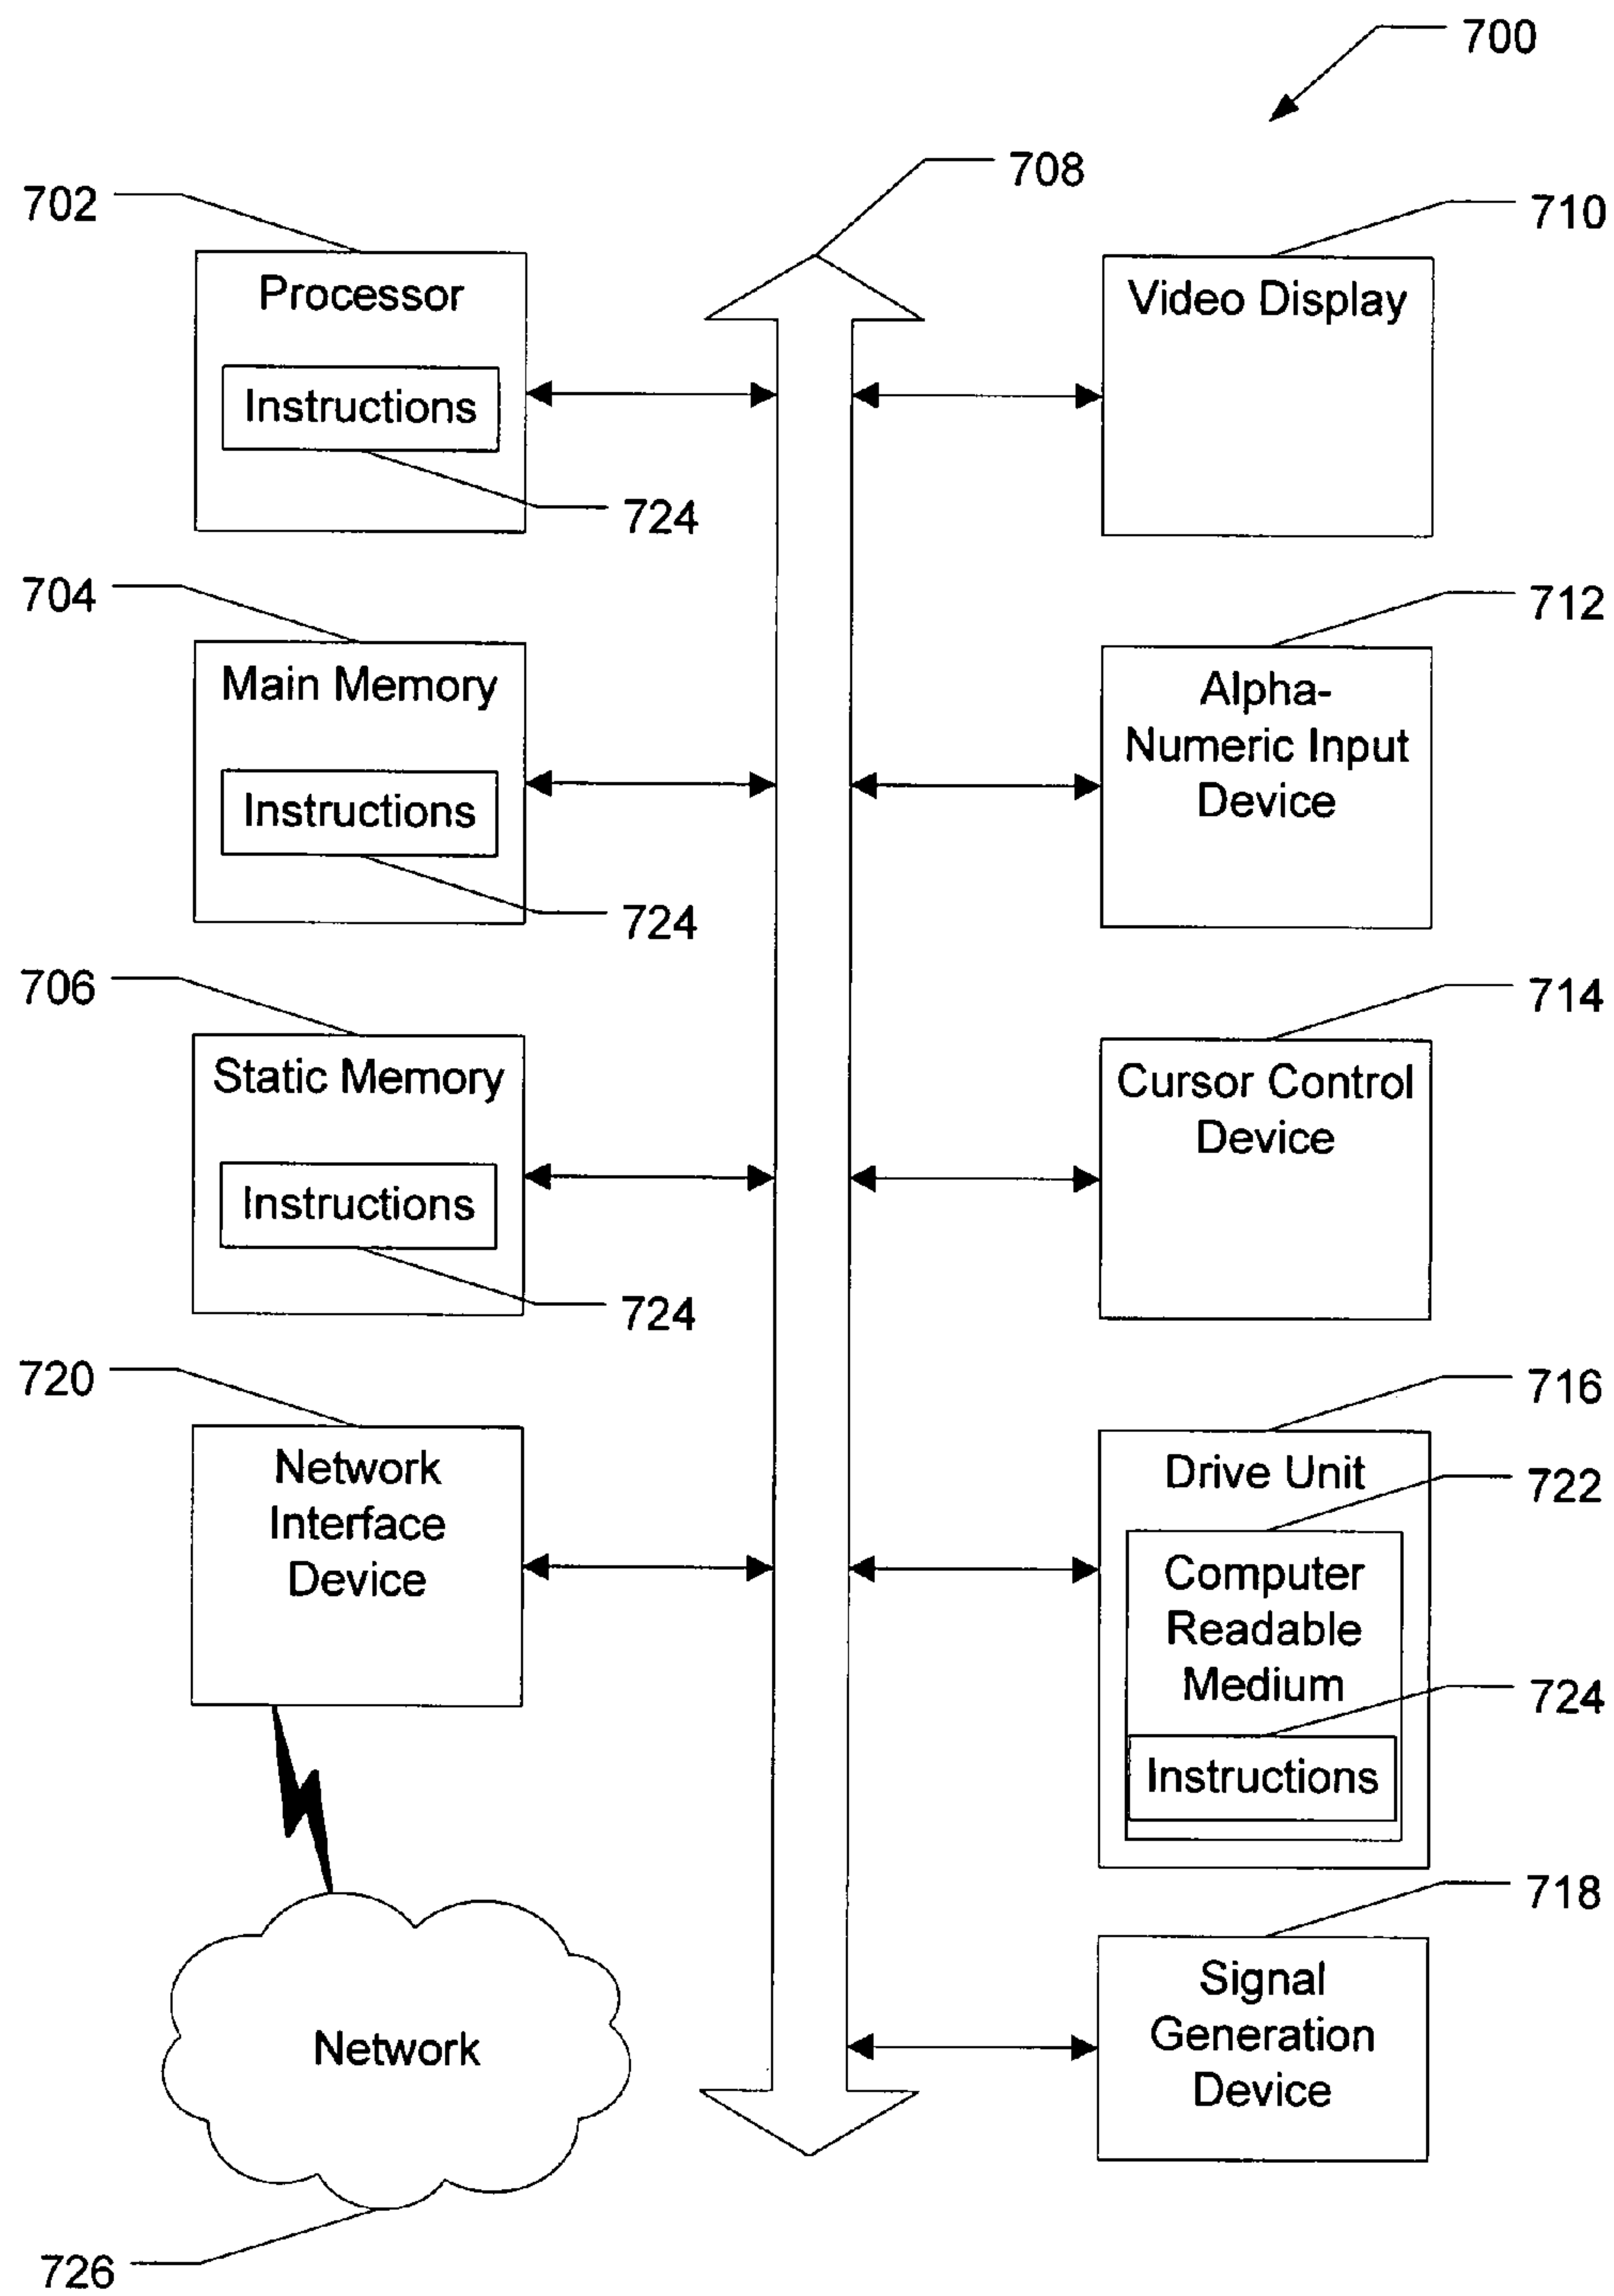 700
708
702
Processor
Instructions
724
710
Video Display
704
Main Memory
Instructions
724
712
Alpha-
Numeric Input
Device
706
Static Memory
Instructions
724
714
Cursor Control
Device
720
Network
Interface
Device
716
Drive Unit
722
Computer
Readable
Medium
724
Instructions
718
Signal
Generation
Device
Network
726